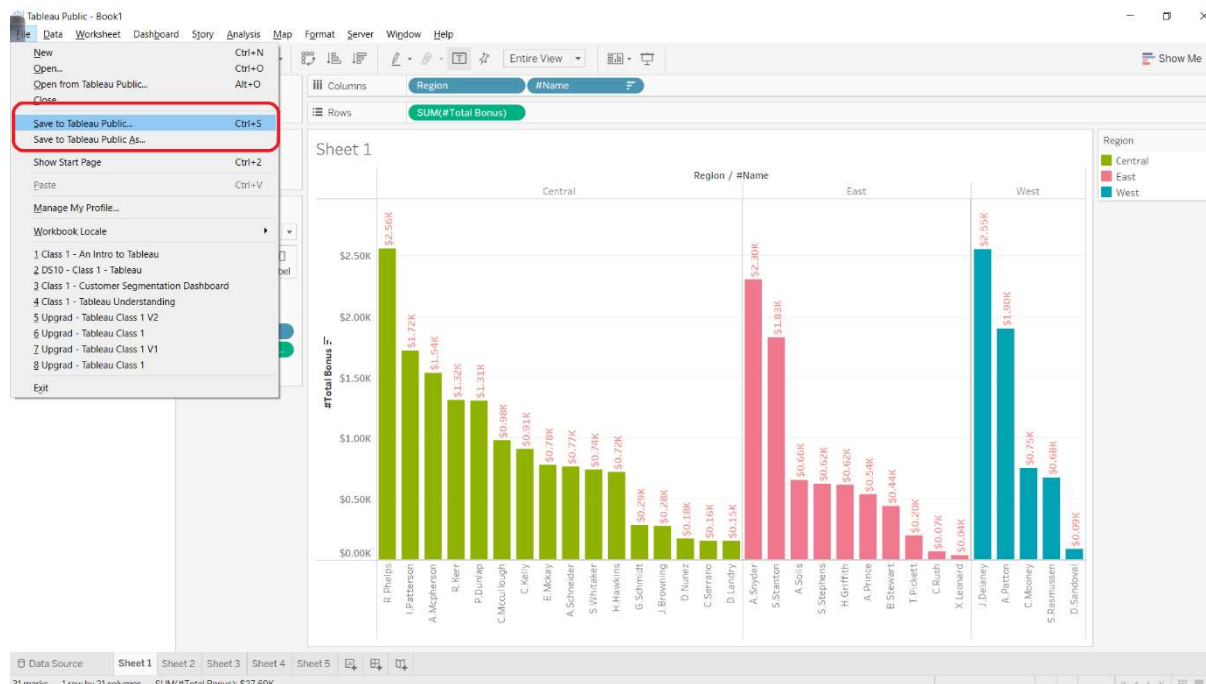 Tableau Public - Book1
File Data Worksheet Dashboard Story Analysis Map Format Server Window Help
New Ctrl+N
Open... Ctrl+O
Open from Tableau Public... Alt+O
Close
Save to Tableau Public... Ctrl+S
Save to Tableau Public As...
Show Start Page Ctrl+2
Paste Ctrl+V
Manage My Profile...
Workbook Locale
1 Class 1 - An Intro to Tableau
2 DS10 - Class 1 - Tableau
3 Class 1 - Customer Segmentation Dashboard
4 Class 1 - Tableau Understanding
5 Upgrad - Tableau Class 1 V2
6 Upgrad - Tableau Class 1
7 Upgrad - Tableau Class 1 V1
8 Upgrad - Tableau Class 1
Exit
Entire View
Show Me
Columns Region #Name
Rows SUM(#Total Bonus)
Sheet 1
Region / #Name
Central East West
#Total Bonus
$2.50K
$2.00K
$1.50K
$1.00K
$0.50K
$0.00K
$2.56K
$1.72K
$1.54K
$1.32K
$1.31K
$0.98K
$0.91K
$0.78K
$0.77K
$0.74K
$0.72K
$0.29K
$0.28K
$0.18K
$0.16K
$0.15K
$2.30K
$1.83K
$0.66K
$0.62K
$0.62K
$0.54K
$0.44K
$0.20K
$0.07K
$0.04K
$2.55K
$1.90K
$0.75K
$0.68K
$0.09K
R.Phelps
I.Patterson
A.Mcpherson
R.Kerr
P.Dunlap
C.Mccullough
C.Kelly
E.Mckay
A.Schneider
S.Whitaker
H.Hawkins
G.Schmidt
J.Browning
D.Nunez
C.Serrano
D.Landry
A.Snyder
S.Stanton
A.Solis
S.Stephens
H.Griffith
A.Prince
B.Stewart
T.Pickett
C.Rush
X.Leonard
J.Delaney
A.Patton
C.Mooney
S.Rasmussen
D.Sandoval
Region
Central
East
West
Data Source Sheet 1 Sheet 2 Sheet 3 Sheet 4 Sheet 5
31 marks 1 row by 31 columns SUM(#Total Bonus): $27.69K